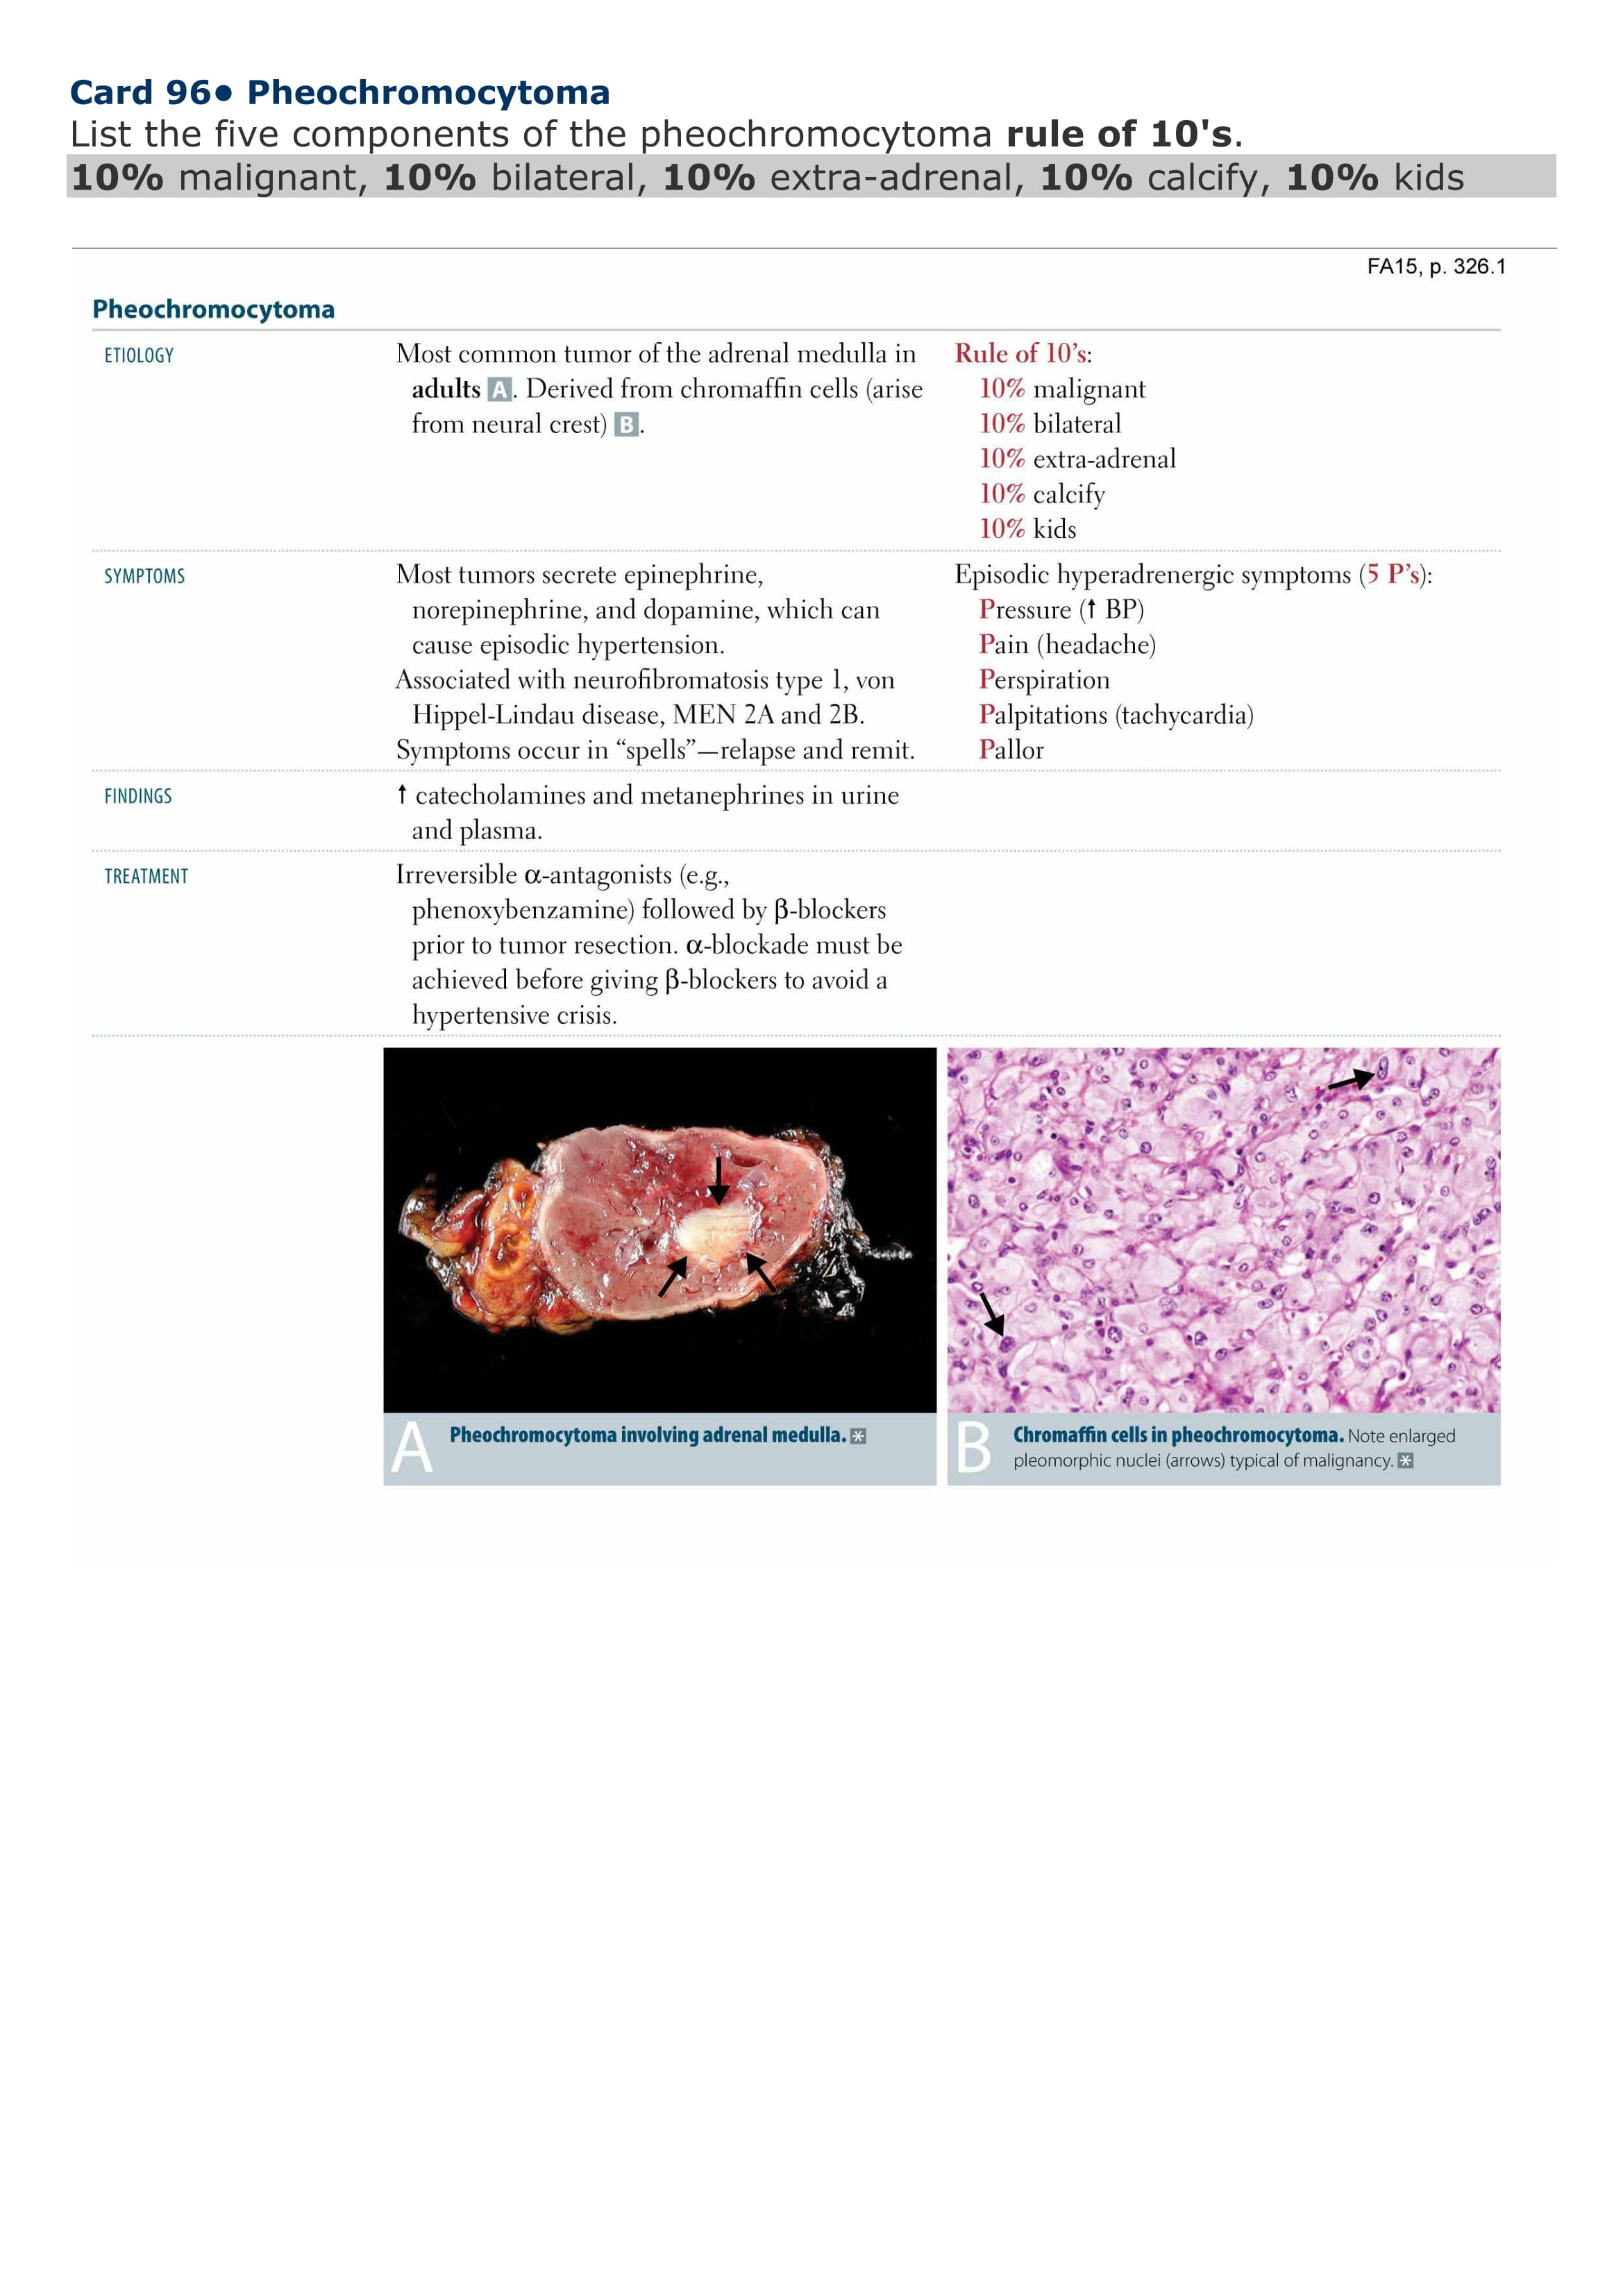 Card 96● Pheochromocytoma
List the five components of the pheochromocytoma rule of 10's.
10% malignant, 10% bilateral, 10% extra-adrenal, 10% calcify, 10% kids
FA15, p. 326.1
Pheochromocytoma
ETIOLOGY
Most common tumor of the adrenal medulla in
adults A. Derived from chromaffin cells (arise
from neural crest) B.
Rule of 10’s:
10% malignant
10% bilateral
10% extra-adrenal
10% calcify
10% kids
SYMPTOMS
Most tumors secrete epinephrine,
norepinephrine, and dopamine, which can
cause episodic hypertension.
Associated with neurofibromatosis type 1, von
Hippel-Lindau disease, MEN 2A and 2B.
Symptoms occur in “spells”—relapse and remit.
Episodic hyperadrenergic symptoms (5 P’s):
Pressure (↑ BP)
Pain (headache)
Perspiration
Palpitations (tachycardia)
Pallor
FINDINGS
↑ catecholamines and metanephrines in urine
and plasma.
TREATMENT
Irreversible α-antagonists (e.g.,
phenoxybenzamine) followed by β-blockers
prior to tumor resection. α-blockade must be
achieved before giving β-blockers to avoid a
hypertensive crisis.
A Pheochromocytoma involving adrenal medulla. *
B Chromaffin cells in pheochromocytoma. Note enlarged
pleomorphic nuclei (arrows) typical of malignancy. *